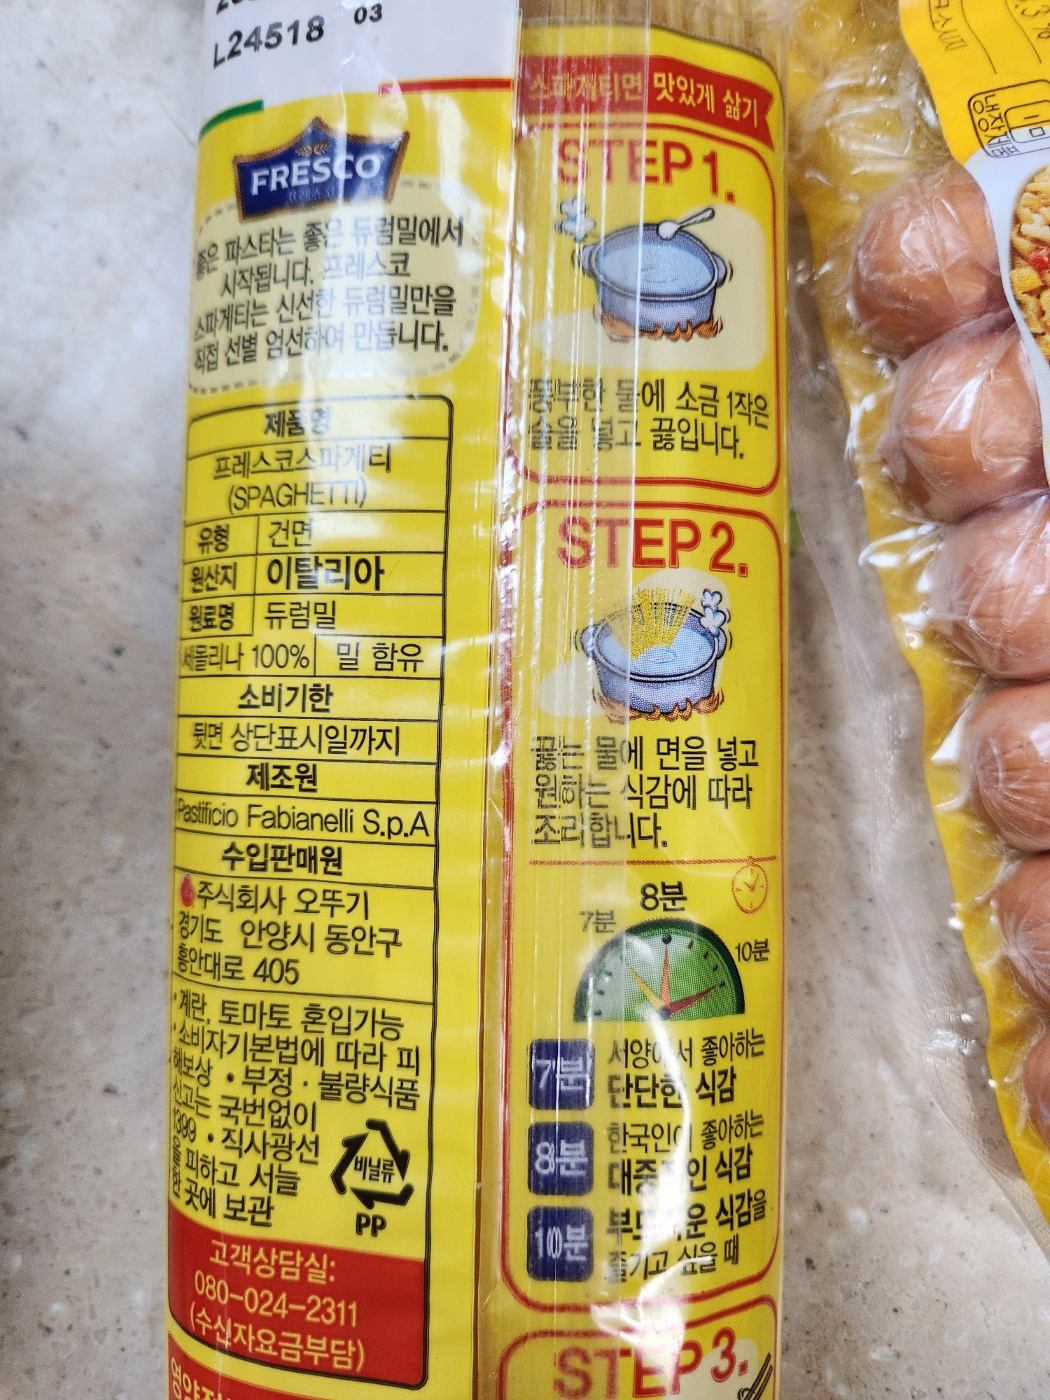 L24518 03
FRESCO
프레스코
좋은 파스타는 좋은 듀럼밀에서
시작됩니다. 프레스코
스파게티는 신선한 듀럼밀만을
직접 선별 엄선하여 만듭니다.
제품명
프레스코스파게티
(SPAGHETTI)
유형 건면
원산지 이탈리아
원료명 듀럼밀
세몰리나 100% 밀 함유
소비기한
뒷면 상단표시일까지
제조원
Pastificio Fabianelli S.p.A
수입판매원
주식회사 오뚜기
경기도 안양시 동안구
흥안대로 405
·계란, 토마토 혼입가능
·소비자기본법에 따라 피
해보상 ·부정·불량식품
신고는 국번없이
1399 ·직사광선
을 피하고 서늘
한 곳에 보관
비닐류
PP
고객상담실:
080-024-2311
(수신자요금부담)
스파게티면 맛있게 삶기
STEP 1.
풍부한 물에 소금 1작은
술을 넣고 끓입니다.
STEP 2.
끓는 물에 면을 넣고
원하는 식감에 따라
조리합니다.
7분 8분 10분
7분 서양에서 좋아하는
단단한 식감
8분 한국인이 좋아하는
대중적인 식감
10분 부드러운 식감을
즐기고 싶을 때
STEP 3.
냉장